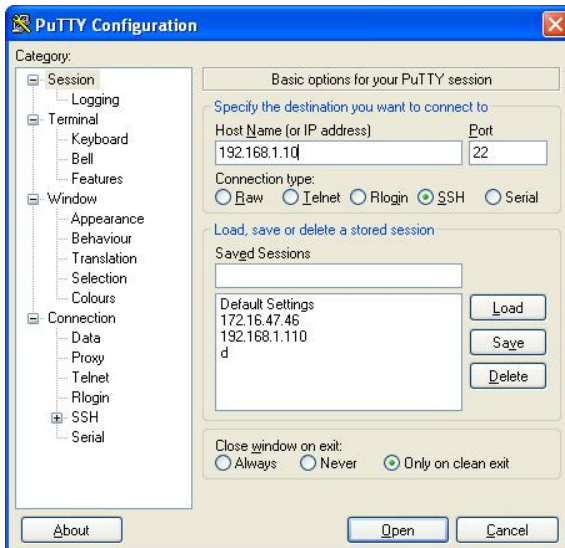 PuTTY Configuration
Category:
Session
Logging
Terminal
Keyboard
Bell
Features
Window
Appearance
Behaviour
Translation
Selection
Colours
Connection
Data
Proxy
Telnet
Rlogin
SSH
Serial
Basic options for your PuTTY session
Specify the destination you want to connect to
Host Name (or IP address) Port
192.168.1.10 22
Connection type:
Raw Telnet Rlogin SSH Serial
Load, save or delete a stored session
Saved Sessions
Default Settings
172.16.47.46
192.168.1.110
d
Load
Save
Delete
Close window on exit:
Always Never Only on clean exit
About Open Cancel